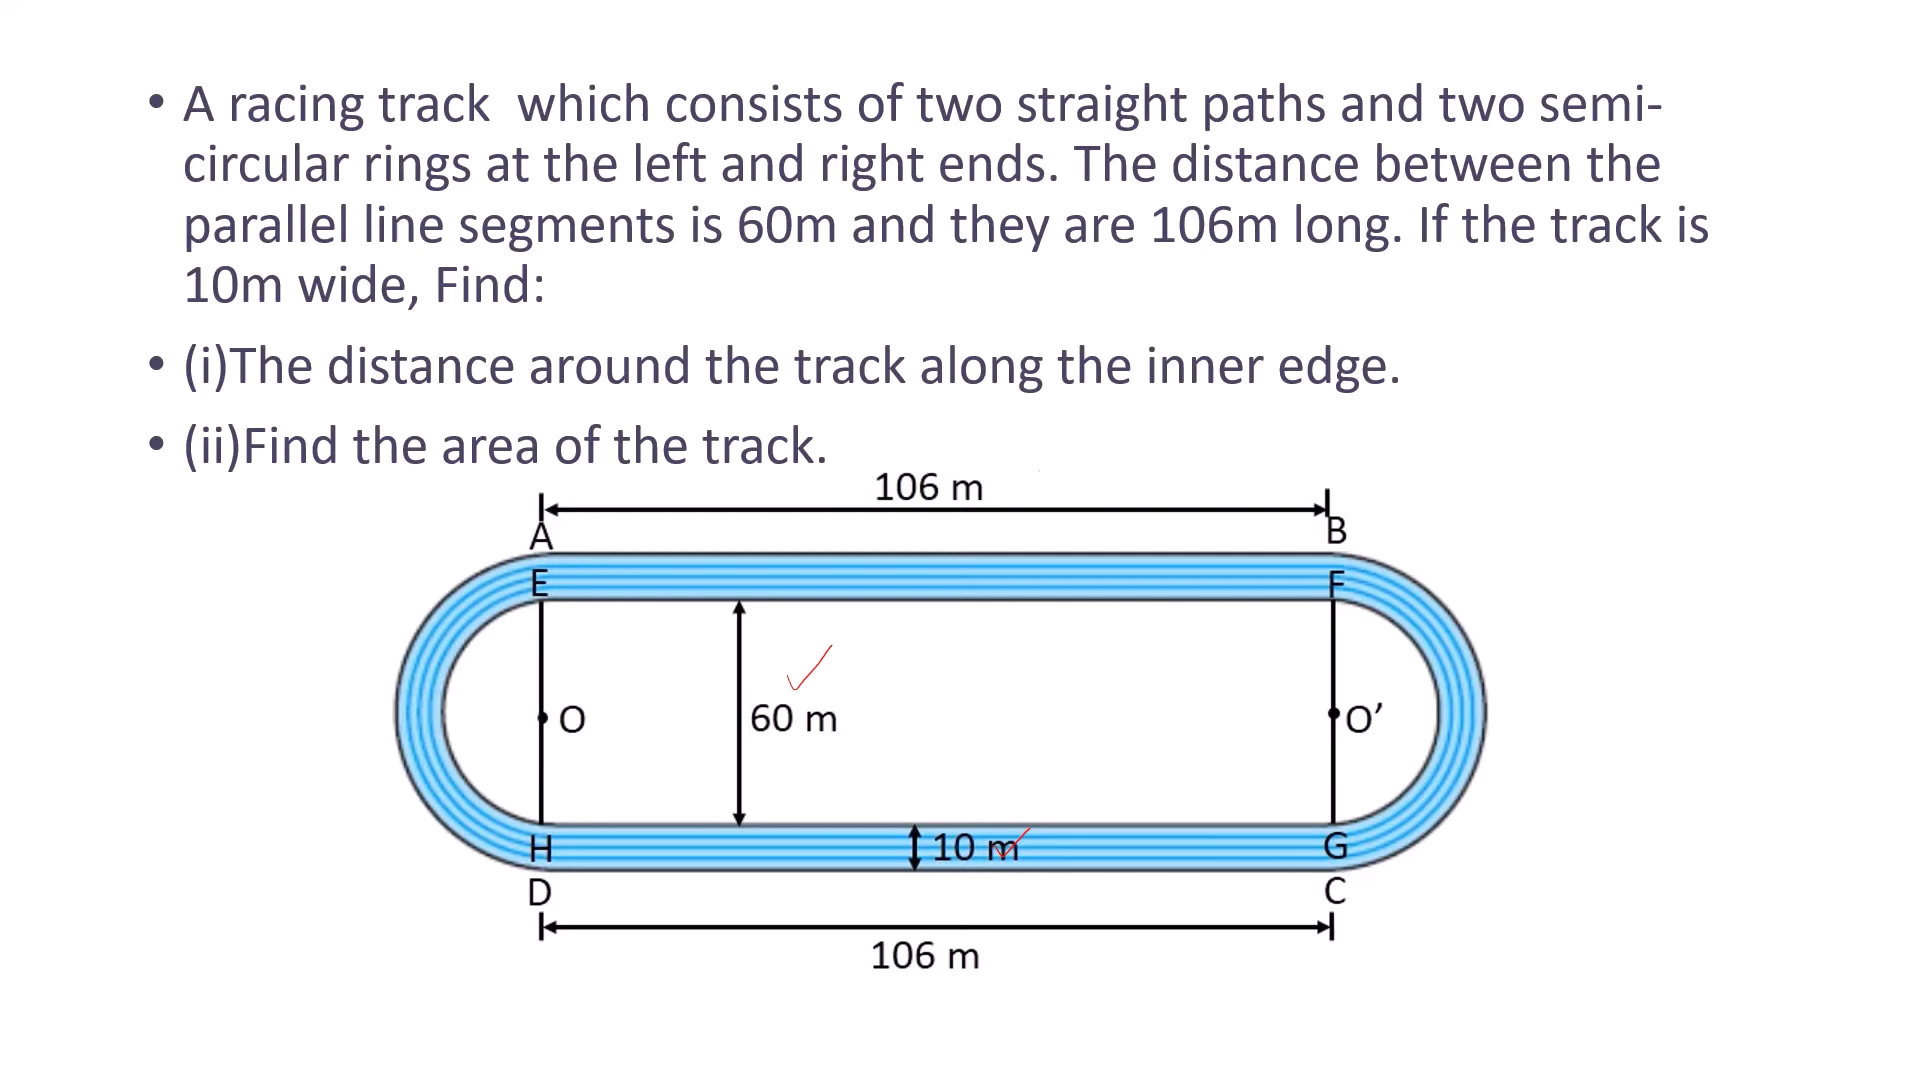 • A racing track  which consists of two straight paths and two semi-
circular rings at the left and right ends. The distance between the
parallel line segments is 60m and they are 106m long. If the track is
10m wide, Find:
• (i)The distance around the track along the inner edge.
• (ii)Find the area of the track.
106 m
A B
E F
60 m
O O’
H 10 m G
D C
106 m